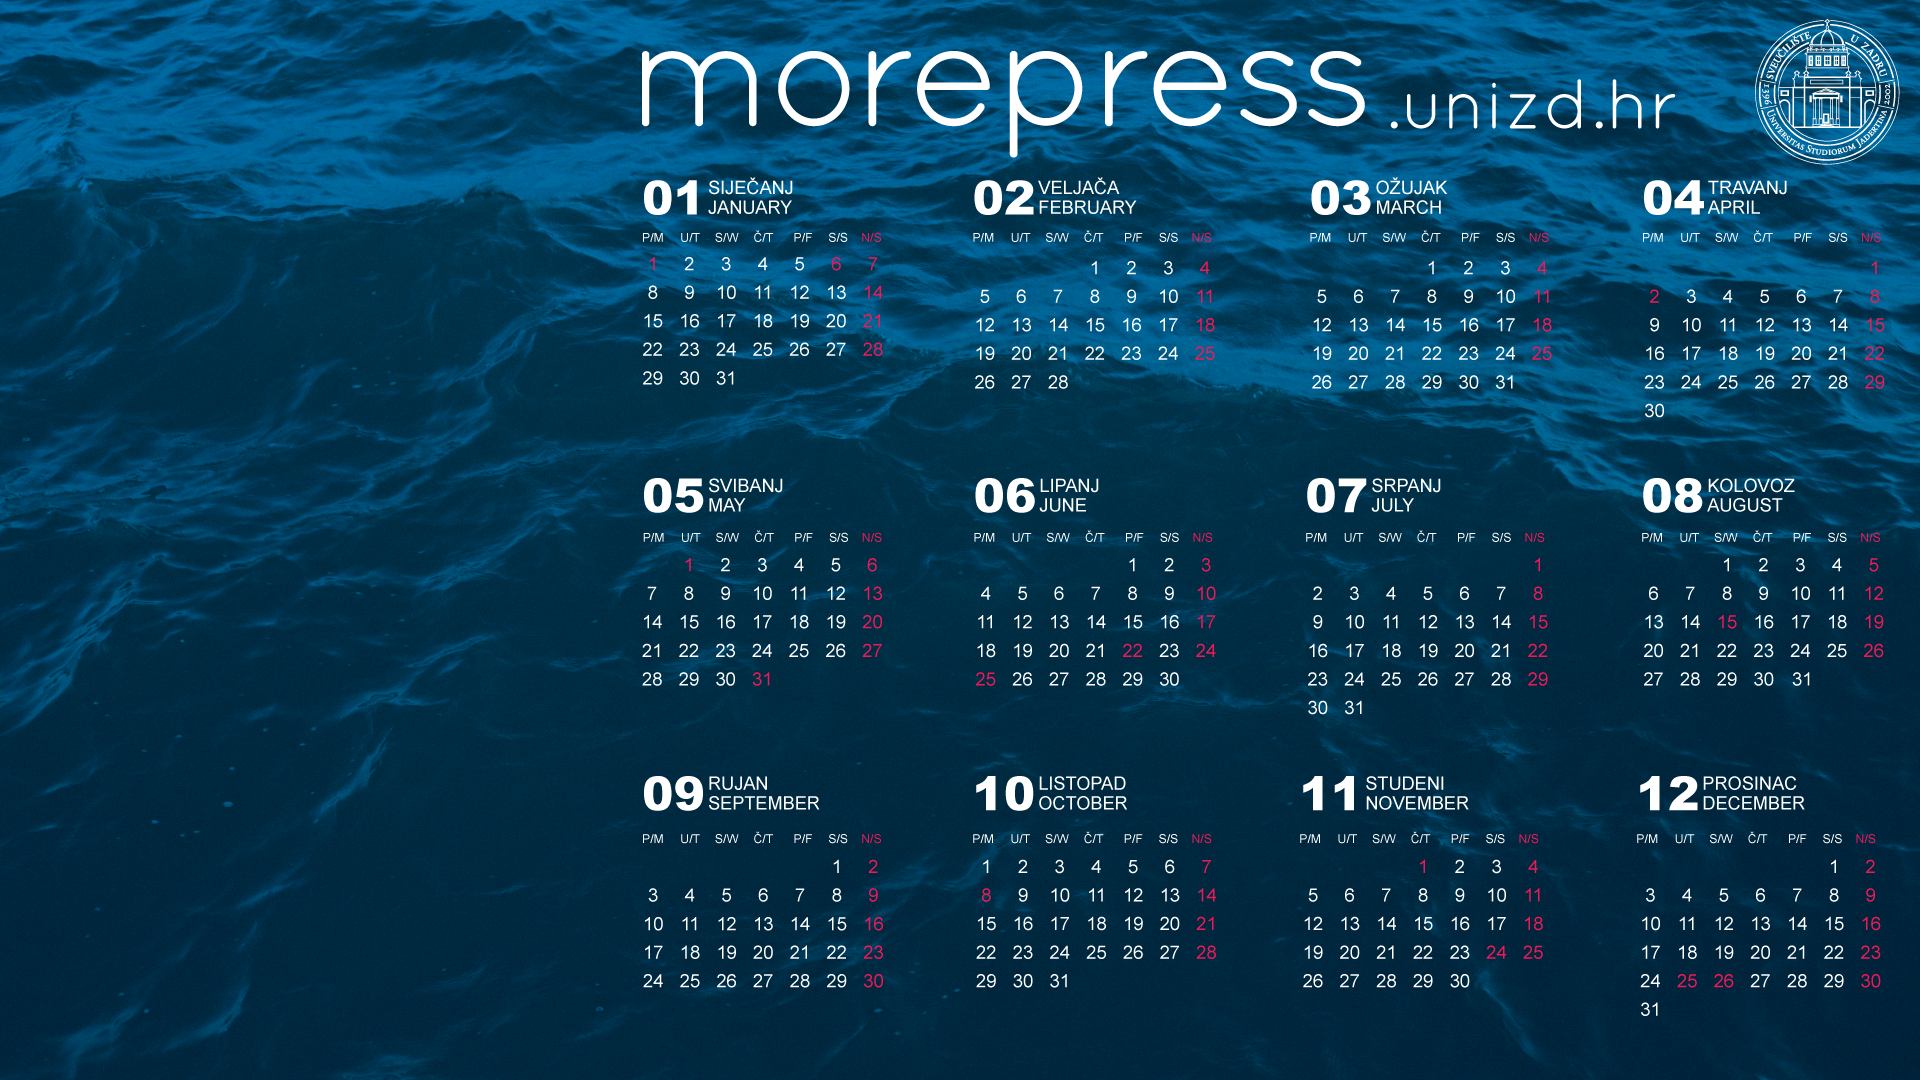 morepress.unizd.hr
SVEUČILIŠTE U ZADRU
1396
2002
UNIVERSITAS STUDIORUM JADERTINA
01 SIJEČANJ
JANUARY
P/M U/T S/W Č/T P/F S/S N/S
1 2 3 4 5 6 7
8 9 10 11 12 13 14
15 16 17 18 19 20 21
22 23 24 25 26 27 28
29 30 31
02 VELJAČA
FEBRUARY
P/M U/T S/W Č/T P/F S/S N/S
1 2 3 4
5 6 7 8 9 10 11
12 13 14 15 16 17 18
19 20 21 22 23 24 25
26 27 28
03 OŽUJAK
MARCH
P/M U/T S/W Č/T P/F S/S N/S
1 2 3 4
5 6 7 8 9 10 11
12 13 14 15 16 17 18
19 20 21 22 23 24 25
26 27 28 29 30 31
04 TRAVANJ
APRIL
P/M U/T S/W Č/T P/F S/S N/S
1
2 3 4 5 6 7 8
9 10 11 12 13 14 15
16 17 18 19 20 21 22
23 24 25 26 27 28 29
30
05 SVIBANJ
MAY
P/M U/T S/W Č/T P/F S/S N/S
1 2 3 4 5 6
7 8 9 10 11 12 13
14 15 16 17 18 19 20
21 22 23 24 25 26 27
28 29 30 31
06 LIPANJ
JUNE
P/M U/T S/W Č/T P/F S/S N/S
1 2 3
4 5 6 7 8 9 10
11 12 13 14 15 16 17
18 19 20 21 22 23 24
25 26 27 28 29 30
07 SRPANJ
JULY
P/M U/T S/W Č/T P/F S/S N/S
1
2 3 4 5 6 7 8
9 10 11 12 13 14 15
16 17 18 19 20 21 22
23 24 25 26 27 28 29
30 31
08 KOLOVOZ
AUGUST
P/M U/T S/W Č/T P/F S/S N/S
1 2 3 4 5
6 7 8 9 10 11 12
13 14 15 16 17 18 19
20 21 22 23 24 25 26
27 28 29 30 31
09 RUJAN
SEPTEMBER
P/M U/T S/W Č/T P/F S/S N/S
1 2
3 4 5 6 7 8 9
10 11 12 13 14 15 16
17 18 19 20 21 22 23
24 25 26 27 28 29 30
10 LISTOPAD
OCTOBER
P/M U/T S/W Č/T P/F S/S N/S
1 2 3 4 5 6 7
8 9 10 11 12 13 14
15 16 17 18 19 20 21
22 23 24 25 26 27 28
29 30 31
11 STUDENI
NOVEMBER
P/M U/T S/W Č/T P/F S/S N/S
1 2 3 4
5 6 7 8 9 10 11
12 13 14 15 16 17 18
19 20 21 22 23 24 25
26 27 28 29 30
12 PROSINAC
DECEMBER
P/M U/T S/W Č/T P/F S/S N/S
1 2
3 4 5 6 7 8 9
10 11 12 13 14 15 16
17 18 19 20 21 22 23
24 25 26 27 28 29 30
31